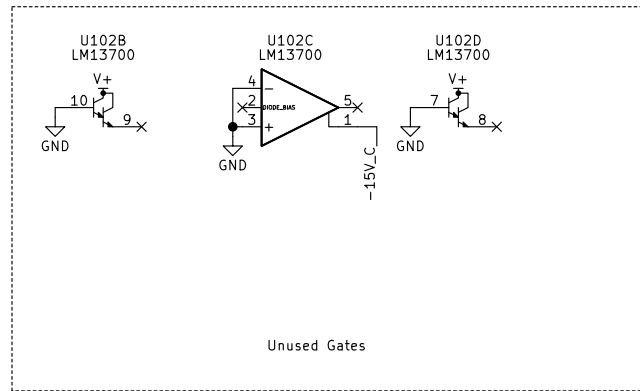 U102B
LM13700
V+
10
9
GND
U102C
LM13700
4
2
DIODE_BIAS
3
5
1
GND
-15V_C
U102D
LM13700
V+
7
8
GND
Unused Gates